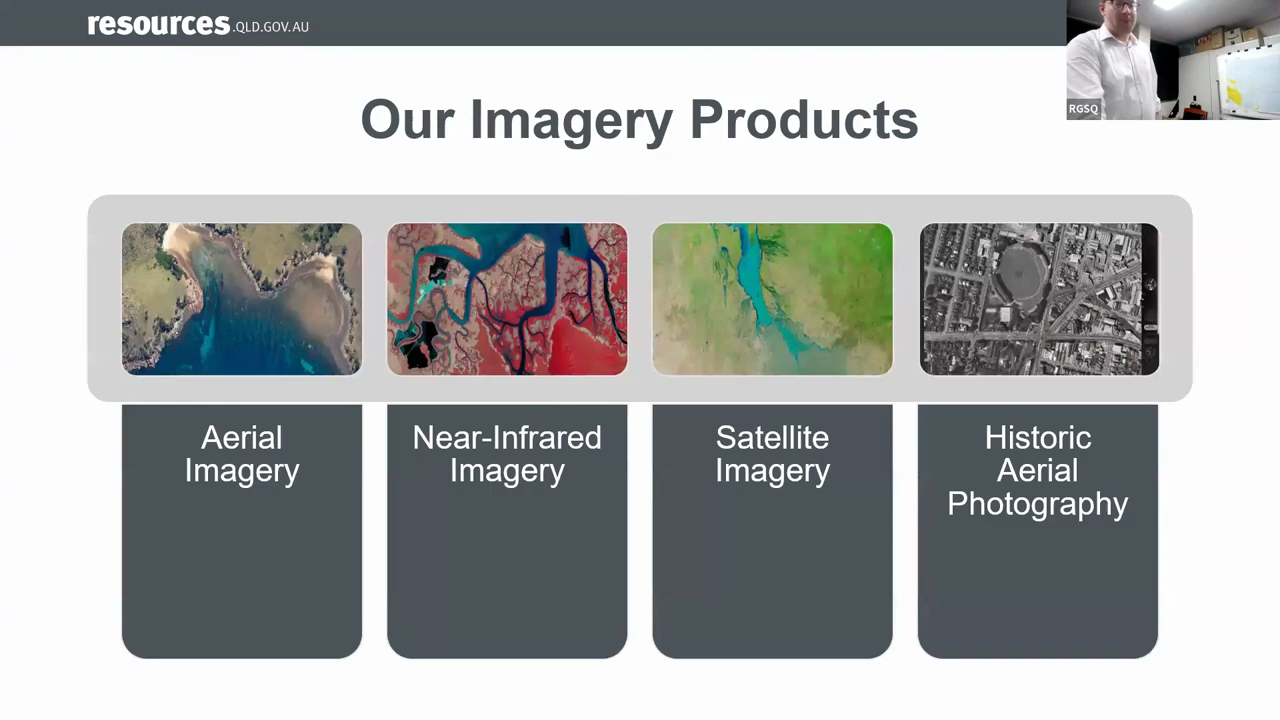 resources.QLD.GOV.AU
RGSQ
Our Imagery Products
Aerial
Imagery
Near-Infrared
Imagery
Satellite
Imagery
Historic
Aerial
Photography